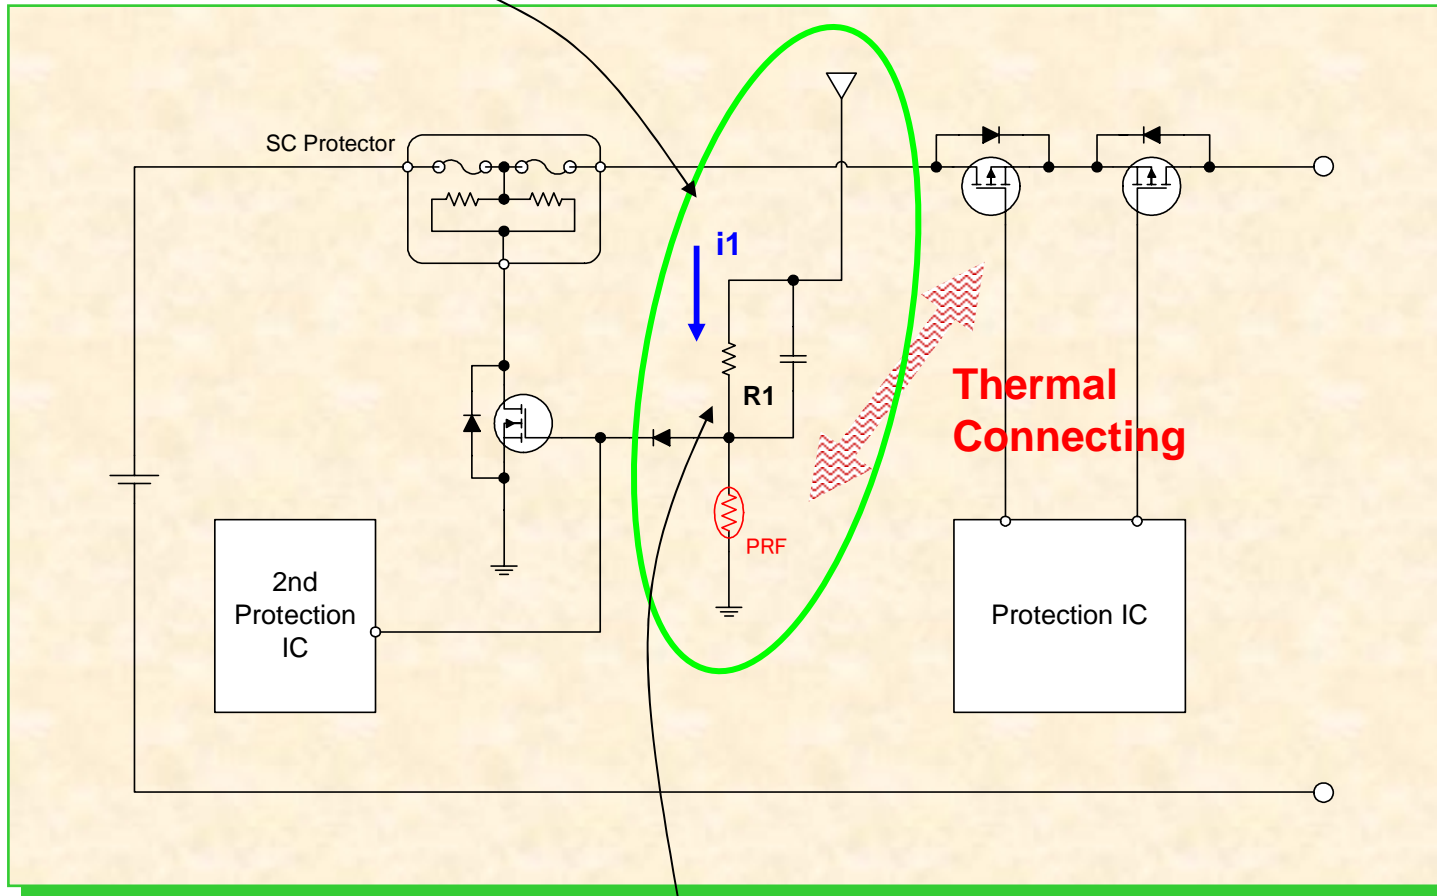 SC Protector
i1
R1
Thermal
Connecting
PRF
2nd
Protection
IC
Protection IC